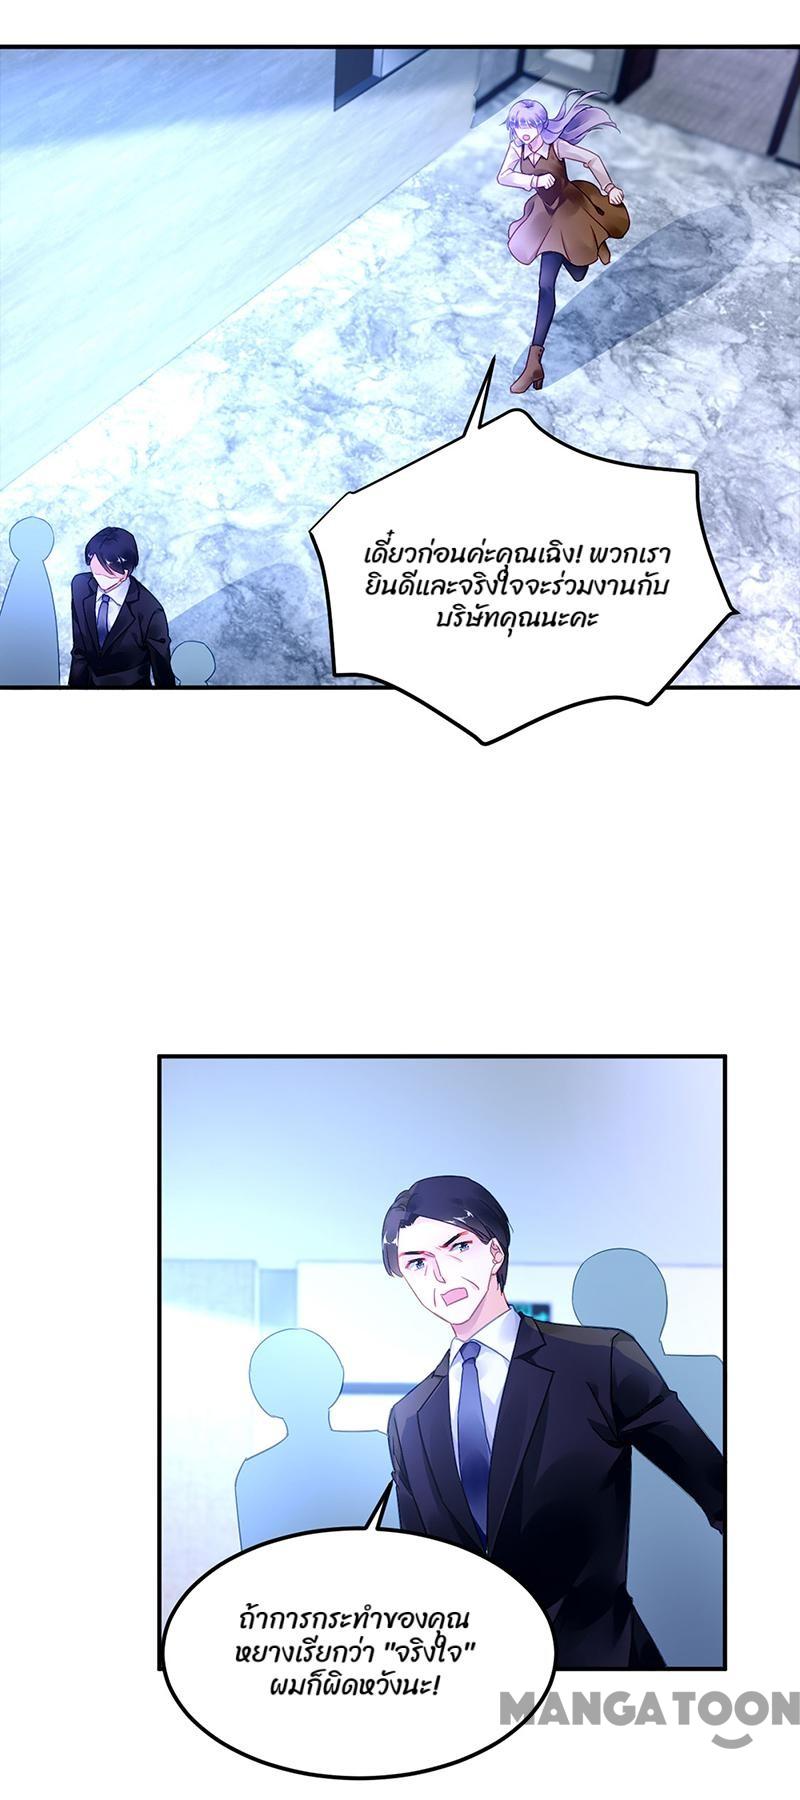 เดี๋ยวก่อนค่ะคุณเฉิง! พวกเรา
ยินดีและจริงใจจะร่วมงานกับ
บริษัทคุณนะคะ
ถ้าการกระทำของคุณ
หยางเรียกว่า "จริงใจ"
ผมก็ผิดหวังนะ!
MANGATOON